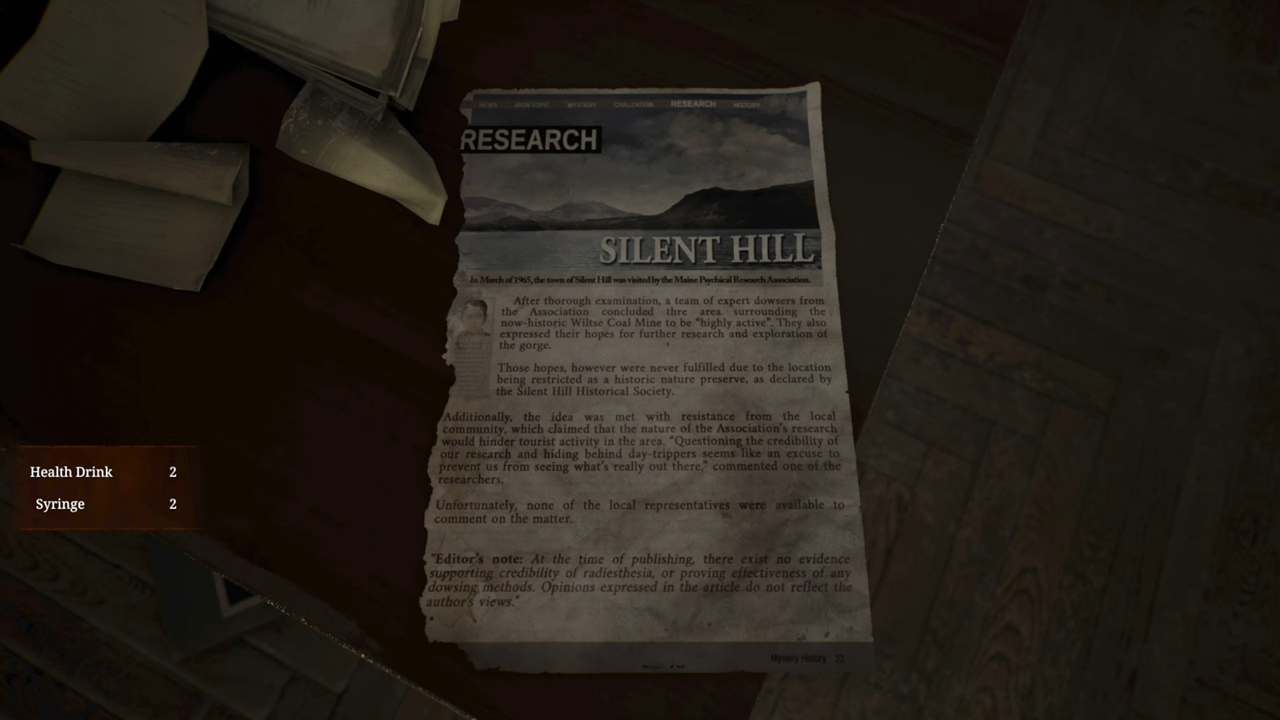 NEWS MAIN TOPIC MYSTERY CIVILIZATION RESEARCH HISTORY
RESEARCH
SILENT HILL
In March of 1965, the town of Silent Hill was visited by the Maine Psychical Research Association.
After thorough examination, a team of expert dowsers from
the Association concluded thre area surrounding the
now-historic Wiltse Coal Mine to be "highly active". They also
expressed their hopes for further research and exploration of
the gorge.
Those hopes, however were never fulfilled due to the location
being restricted as a historic nature preserve, as declared by
the Silent Hill Historical Society.
Additionally, the idea was met with resistance from the local
community, which claimed that the nature of the Association's research
would hinder tourist activity in the area. "Questioning the credibility of
our research and hiding behind day-trippers seems like an excuse to
prevent us from seeing what's really out there," commented one of the
researchers.
Health Drink 2
Syringe 2
Unfortunately, none of the local representatives were available to
comment on the matter.
"Editor's note: At the time of publishing, there exist no evidence
supporting credibility of radiesthesia, or proving effectiveness of any
dowsing methods. Opinions expressed in the article do not reflect the
author's views."
Mystery History 23